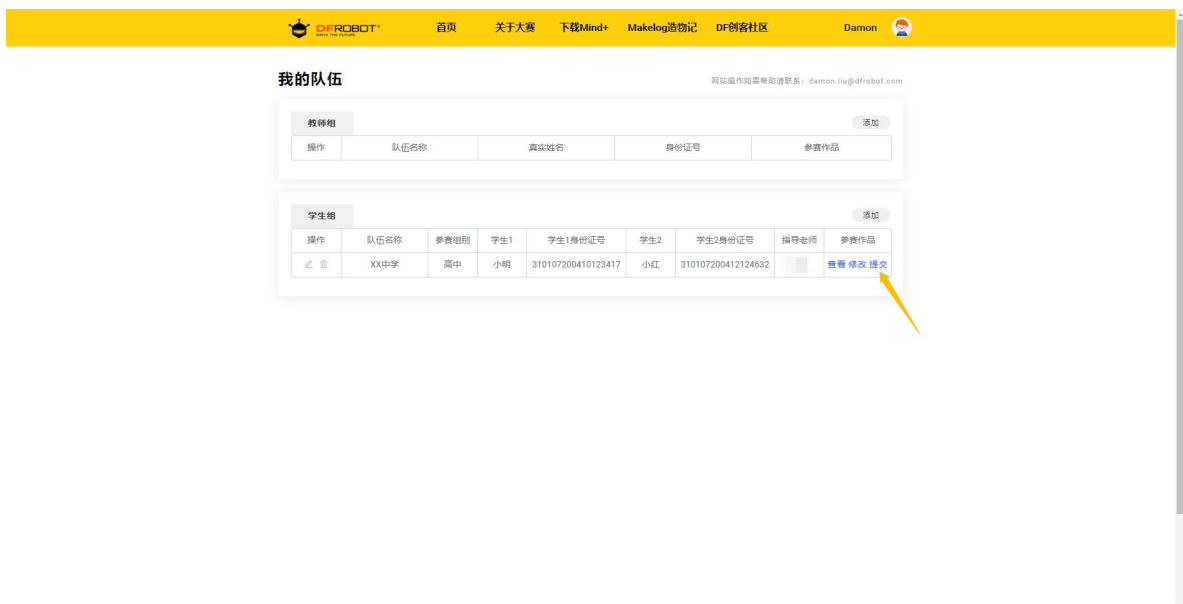 DFROBOT DRIVE THE FUTURE 首页 关于大赛 下载Mind+ Makelog造物记 DF创客社区 Damon
我的队伍 网站操作如需帮助请联系：damon.liu@dfrobot.com
教师组 添加
操作 队伍名称 真实姓名 身份证号 参赛作品
学生组 添加
操作 队伍名称 参赛组别 学生1 学生1身份证号 学生2 学生2身份证号 指导老师 参赛作品
XX中学 高中 小明 310107200410123417 小红 310107200412124632 查看 修改 提交